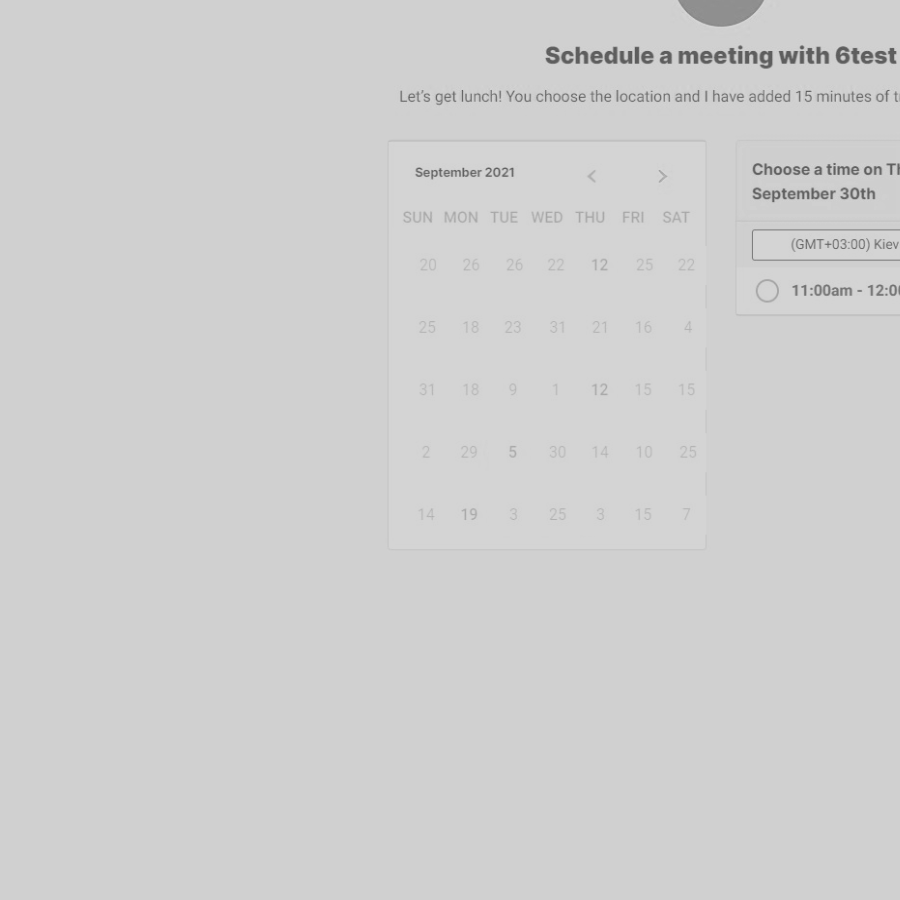 Schedule a meeting with 6test
Let's get lunch! You choose the location and I have added 15 minutes of
September 2021
SUN MON TUE WED THU FRI SAT
20 26 26 22 12 25 22
25 18 23 31 21 16 4
31 18 9 1 12 15 15
2 29 5 30 14 10 25
14 19 3 25 3 15 7
Choose a time on
September 30th
(GMT+03:00) Kiev
11:00am -